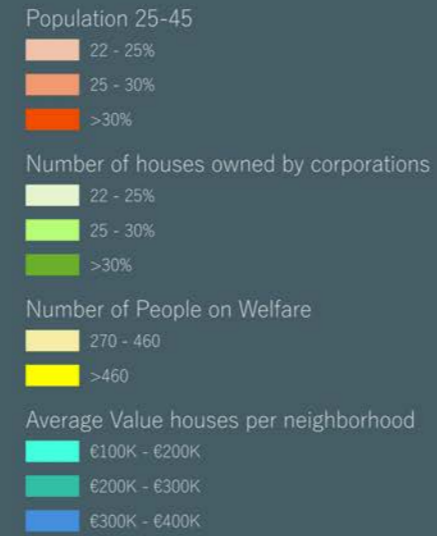 Population 25-45
22 - 25%
25 - 30%
>30%
Number of houses owned by corporations
22 - 25%
25 - 30%
>30%
Number of People on Welfare
270 - 460
>460
Average Value houses per neighborhood
€100K - €200K
€200K - €300K
€300K - €400K